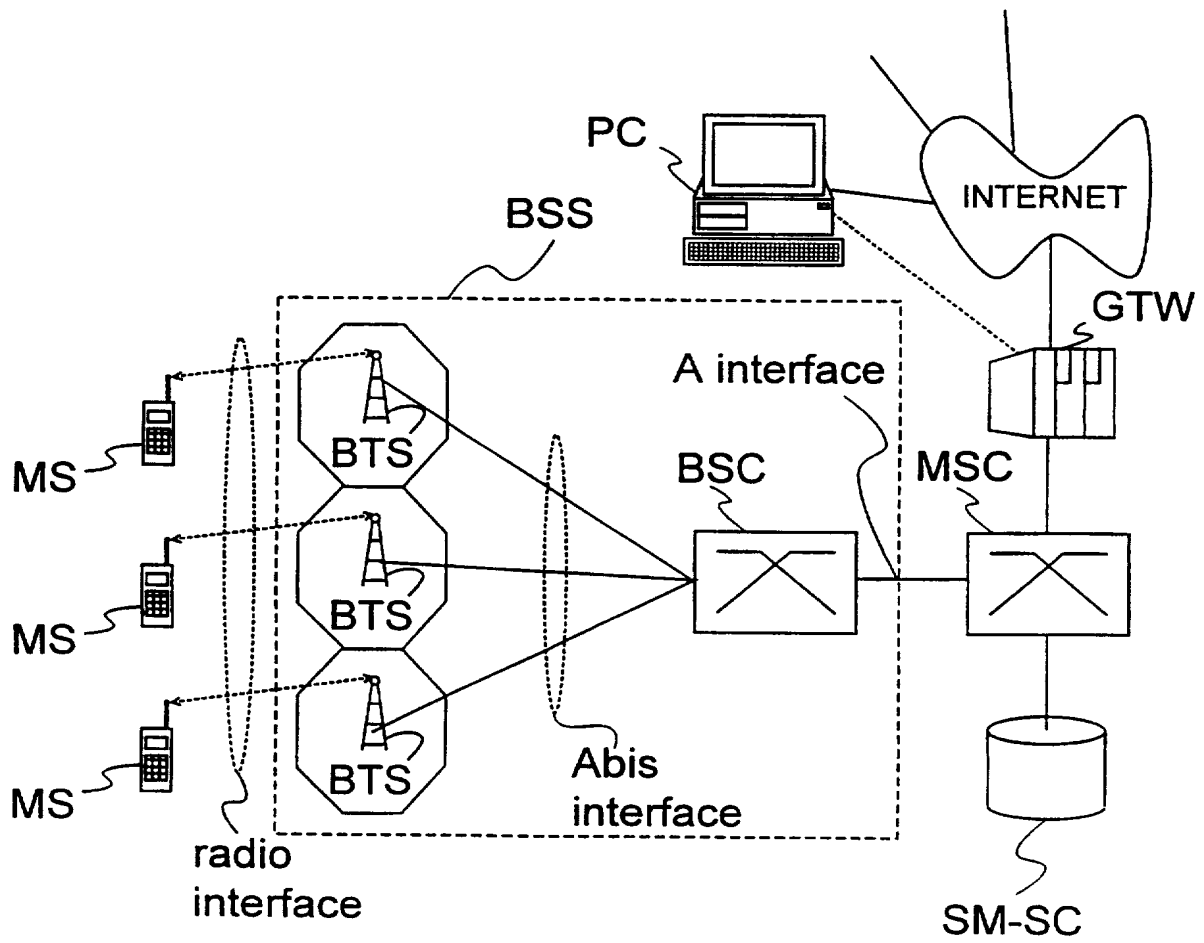 PC
INTERNET
BSS
GTW
A interface
BTS
MS
BSC
MSC
BTS
MS
BTS
MS
Abis
interface
radio
interface
SM-SC